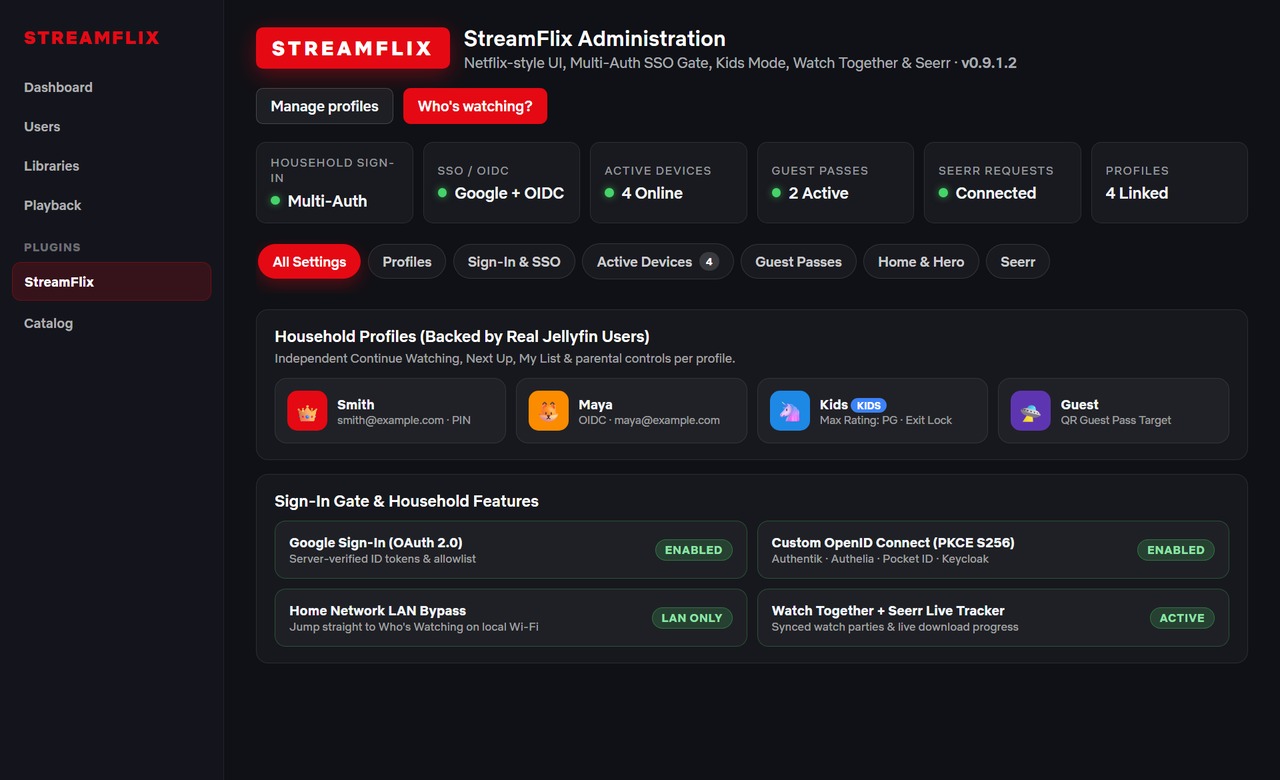 STREAMFLIX
Dashboard
Users
Libraries
Playback
PLUGINS
StreamFlix
Catalog
STREAMFLIX
StreamFlix Administration
Netflix-style UI, Multi-Auth SSO Gate, Kids Mode, Watch Together & Seerr · v0.9.1.2
Manage profiles
Who's watching?
HOUSEHOLD SIGN-
IN
Multi-Auth
SSO / OIDC
Google + OIDC
ACTIVE DEVICES
4 Online
GUEST PASSES
2 Active
SEERR REQUESTS
Connected
PROFILES
4 Linked
All Settings
Profiles
Sign-In & SSO
Active Devices 4
Guest Passes
Home & Hero
Seerr
Household Profiles (Backed by Real Jellyfin Users)
Independent Continue Watching, Next Up, My List & parental controls per profile.
Smith
smith@example.com · PIN
Maya
OIDC · maya@example.com
Kids KIDS
Max Rating: PG · Exit Lock
Guest
QR Guest Pass Target
Sign-In Gate & Household Features
Google Sign-In (OAuth 2.0)
Server-verified ID tokens & allowlist
ENABLED
Custom OpenID Connect (PKCE S256)
Authentik · Authelia · Pocket ID · Keycloak
ENABLED
Home Network LAN Bypass
Jump straight to Who's Watching on local Wi-Fi
LAN ONLY
Watch Together + Seerr Live Tracker
Synced watch parties & live download progress
ACTIVE